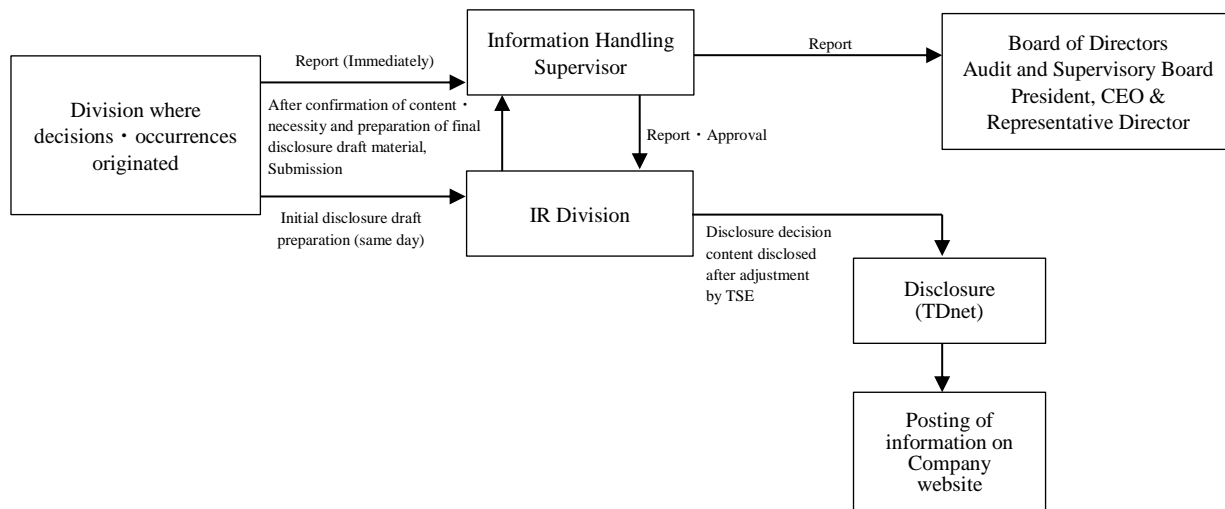 Division where
decisions・occurrences
originated
Report (Immediately)
After confirmation of content・
necessity and preparation of final
disclosure draft material,
Submission
Initial disclosure draft
preparation (same day)
Information Handling
Supervisor
Report・Approval
IR Division
Report
Board of Directors
Audit and Supervisory Board
President, CEO &
Representative Director
Disclosure decision
content disclosed
after adjustment
by TSE
Disclosure
(TDnet)
Posting of
information on
Company
website